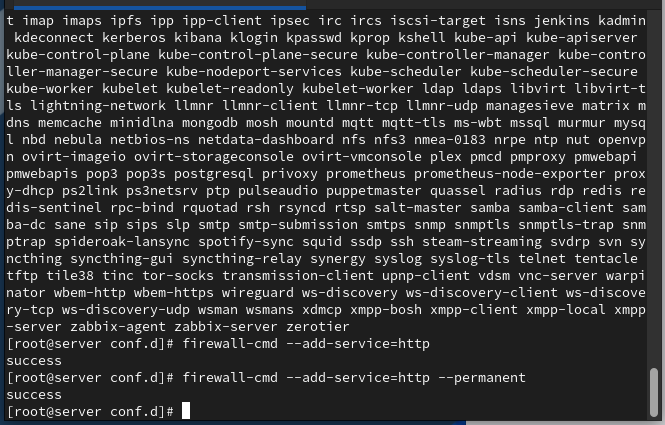 t imap imaps ipfs ipp ipp-client ipsec irc ircs iscsi-target isns jenkins kadmin
kdeconnect kerberos kibana klogin kpasswd kprop kshell kube-api kube-apiserver
kube-control-plane kube-control-plane-secure kube-controller-manager kube-contro
ller-manager-secure kube-nodeport-services kube-scheduler kube-scheduler-secure
kube-worker kubelet kubelet-readonly kubelet-worker ldap ldaps libvirt libvirt-t
ls lightning-network llmnr llmnr-client llmnr-tcp llmnr-udp managesieve matrix m
dns memcache minidlna mongodb mosh mountd mqtt mqtt-tls ms-wbt mssql murmur mysq
l nbd nebula netbios-ns netdata-dashboard nfs nfs3 nmea-0183 nrpe ntp nut openvp
n ovirt-imageio ovirt-storageconsole ovirt-vmconsole plex pmcd pmproxy pmwebapi
pmwebapis pop3 pop3s postgresql privoxy prometheus prometheus-node-exporter prox
y-dhcp ps2link ps3netsrv ptp pulseaudio puppetmaster quassel radius rdp redis re
dis-sentinel rpc-bind rquotad rsh rsyncd rtsp salt-master samba samba-client sam
ba-dc sane sip sips slp smtp smtp-submission smtps snmp snmptls snmptls-trap snm
ptrap spideroak-lansync spotify-sync squid ssdp ssh steam-streaming svdrp svn sy
ncthing syncthing-gui syncthing-relay synergy syslog syslog-tls telnet tentacle
tftp tile38 tinc tor-socks transmission-client upnp-client vdsm vnc-server warpi
nator wbem-http wbem-https wireguard ws-discovery ws-discovery-client ws-discove
ry-tcp ws-discovery-udp wsman wsmans xdmcp xmpp-bosh xmpp-client xmpp-local xmpp
-server zabbix-agent zabbix-server zerotier
[root@server conf.d]# firewall-cmd --add-service=http
success
[root@server conf.d]# firewall-cmd --add-service=http --permanent
success
[root@server conf.d]#